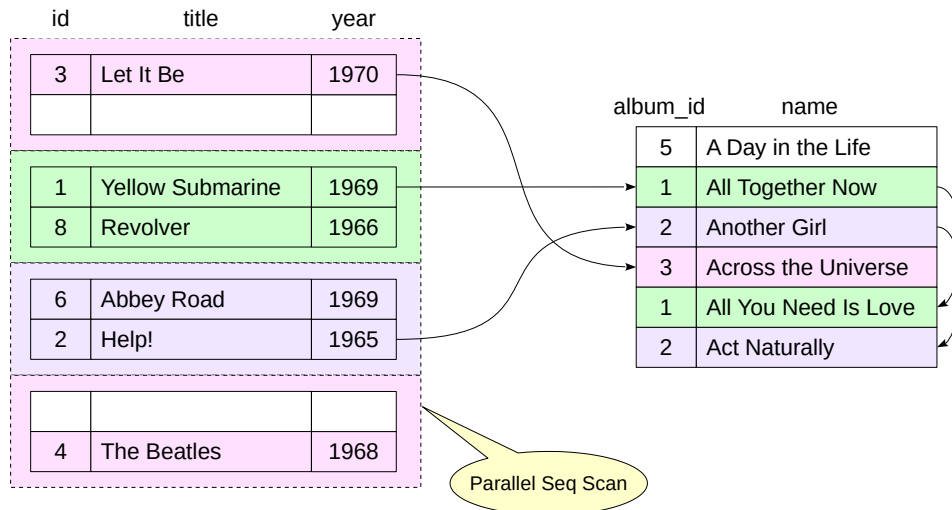 id title year
3 Let It Be 1970
1 Yellow Submarine 1969
8 Revolver 1966
6 Abbey Road 1969
2 Help! 1965
4 The Beatles 1968
Parallel Seq Scan
album_id name
5 A Day in the Life
1 All Together Now
2 Another Girl
3 Across the Universe
1 All You Need Is Love
2 Act Naturally